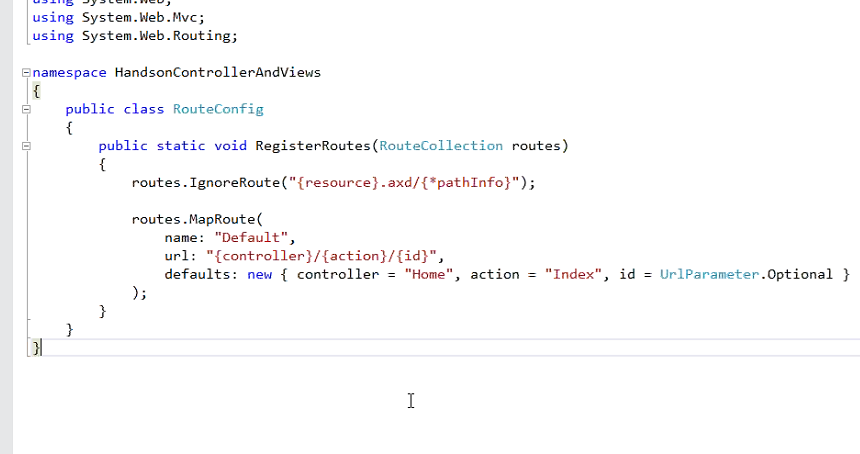 using System.Web;
using System.Web.Mvc;
using System.Web.Routing;
namespace HandsonControllerAndViews
{
public class RouteConfig
{
public static void RegisterRoutes(RouteCollection routes)
{
routes.IgnoreRoute("{resource}.axd/{*pathInfo}");
routes.MapRoute(
name: "Default",
url: "{controller}/{action}/{id}",
defaults: new { controller = "Home", action = "Index", id = UrlParameter.Optional }
);
}
}
}